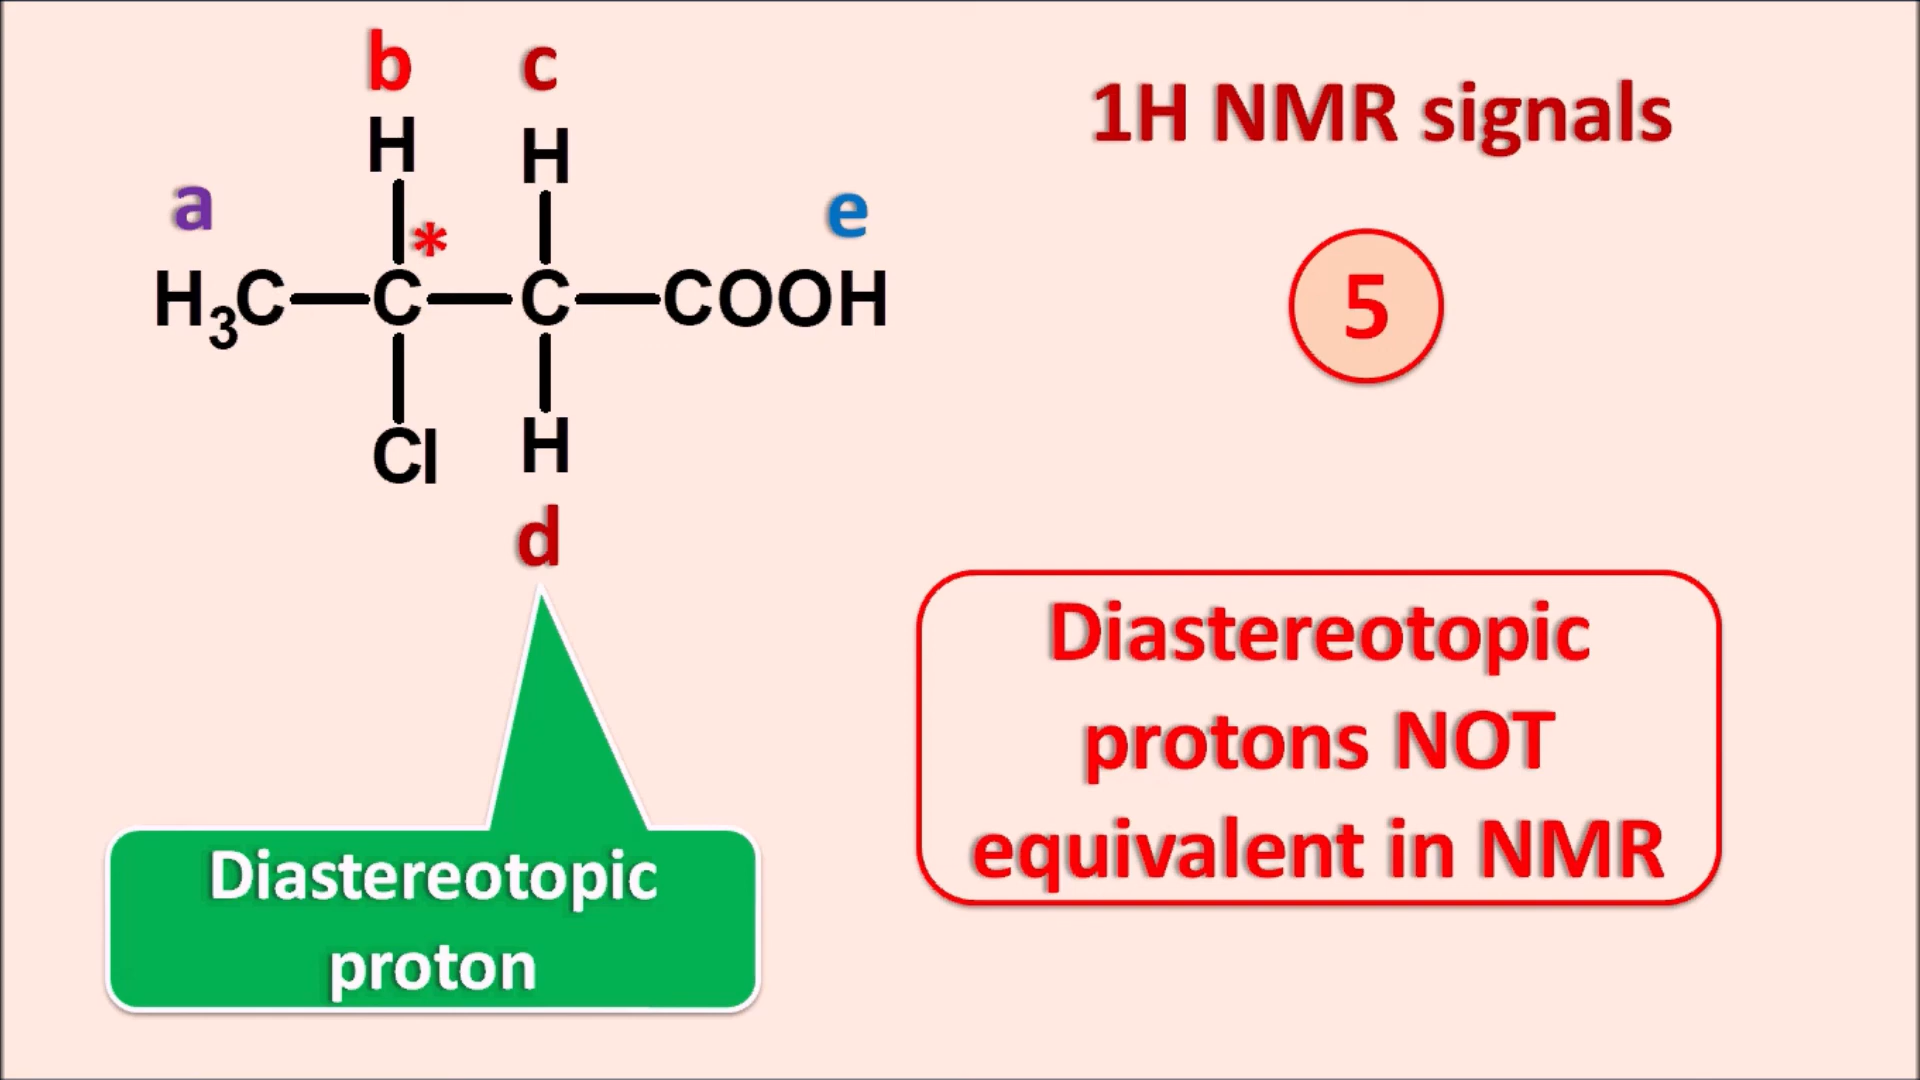 b c
1H NMR signals
H H
a * e
H₃C—C—C—COOH
5
Cl H
d
Diastereotopic
protons NOT
equivalent in NMR
Diastereotopic
proton